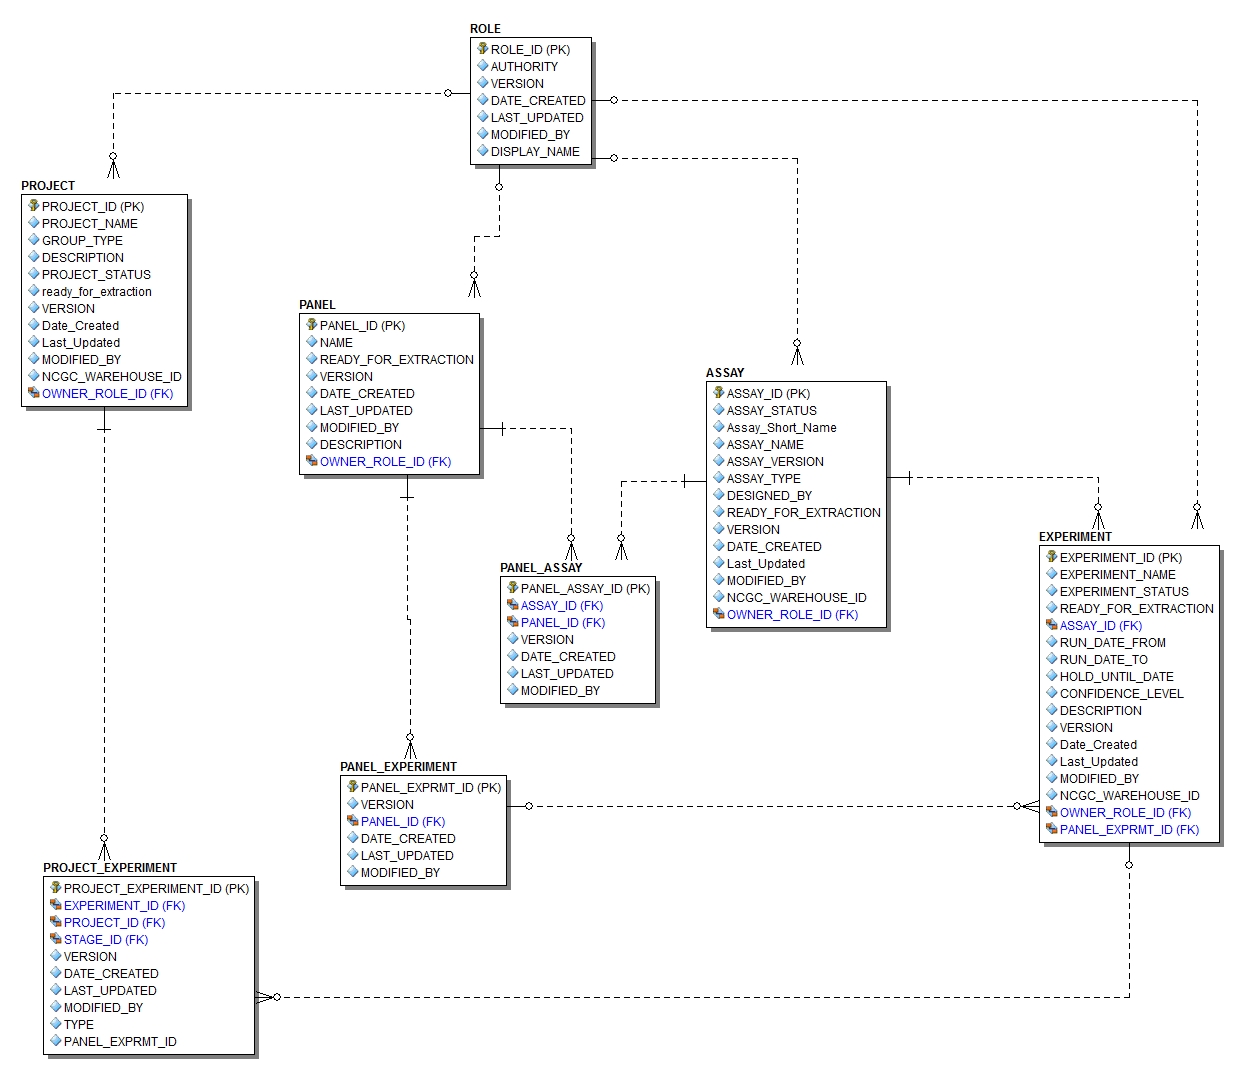 ROLE
ROLE_ID (PK)
AUTHORITY
VERSION
DATE_CREATED
LAST_UPDATED
MODIFIED_BY
DISPLAY_NAME
PROJECT
PROJECT_ID (PK)
PROJECT_NAME
GROUP_TYPE
DESCRIPTION
PROJECT_STATUS
ready_for_extraction
VERSION
Date_Created
Last_Updated
MODIFIED_BY
NCGC_WAREHOUSE_ID
OWNER_ROLE_ID (FK)
PANEL
PANEL_ID (PK)
NAME
READY_FOR_EXTRACTION
VERSION
DATE_CREATED
LAST_UPDATED
MODIFIED_BY
DESCRIPTION
OWNER_ROLE_ID (FK)
ASSAY
ASSAY_ID (PK)
ASSAY_STATUS
Assay_Short_Name
ASSAY_NAME
ASSAY_VERSION
ASSAY_TYPE
DESIGNED_BY
READY_FOR_EXTRACTION
VERSION
DATE_CREATED
Last_Updated
MODIFIED_BY
NCGC_WAREHOUSE_ID
OWNER_ROLE_ID (FK)
EXPERIMENT
EXPERIMENT_ID (PK)
EXPERIMENT_NAME
EXPERIMENT_STATUS
READY_FOR_EXTRACTION
ASSAY_ID (FK)
RUN_DATE_FROM
RUN_DATE_TO
HOLD_UNTIL_DATE
CONFIDENCE_LEVEL
DESCRIPTION
VERSION
Date_Created
Last_Updated
MODIFIED_BY
NCGC_WAREHOUSE_ID
OWNER_ROLE_ID (FK)
PANEL_EXPRMT_ID (FK)
PANEL_ASSAY
PANEL_ASSAY_ID (PK)
ASSAY_ID (FK)
PANEL_ID (FK)
VERSION
DATE_CREATED
LAST_UPDATED
MODIFIED_BY
PANEL_EXPERIMENT
PANEL_EXPRMT_ID (PK)
VERSION
PANEL_ID (FK)
DATE_CREATED
LAST_UPDATED
MODIFIED_BY
PROJECT_EXPERIMENT
PROJECT_EXPERIMENT_ID (PK)
EXPERIMENT_ID (FK)
PROJECT_ID (FK)
STAGE_ID (FK)
VERSION
DATE_CREATED
LAST_UPDATED
MODIFIED_BY
TYPE
PANEL_EXPRMT_ID